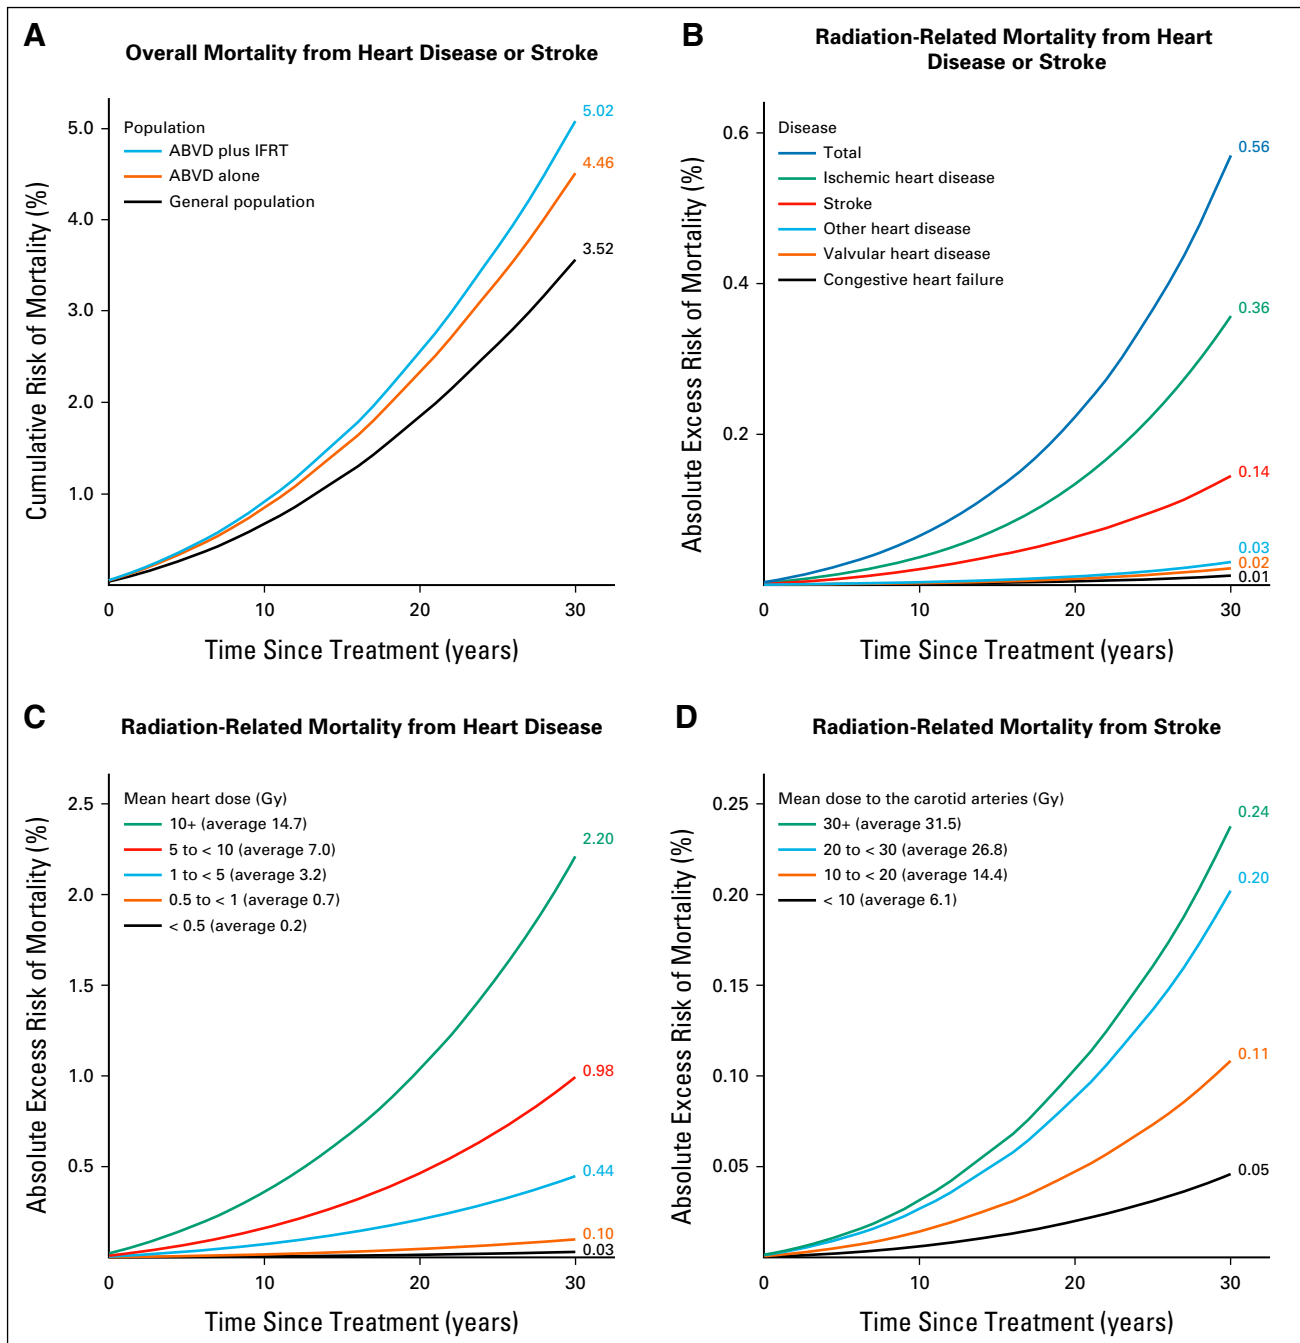 A
Overall Mortality from Heart Disease or Stroke
Cumulative Risk of Mortality (%)
5.0
4.0
3.0
2.0
1.0
Population
ABVD plus IFRT
ABVD alone
General population
5.02
4.46
3.52
0
10
20
30
Time Since Treatment (years)
B
Radiation-Related Mortality from Heart
Disease or Stroke
Absolute Excess Risk of Mortality (%)
0.6
0.4
0.2
Disease
Total
Ischemic heart disease
Stroke
Other heart disease
Valvular heart disease
Congestive heart failure
0.56
0.36
0.14
0.03
0.02
0.01
0
10
20
30
Time Since Treatment (years)
C
Radiation-Related Mortality from Heart Disease
Absolute Excess Risk of Mortality (%)
2.5
2.0
1.5
1.0
0.5
Mean heart dose (Gy)
10+ (average 14.7)
5 to < 10 (average 7.0)
1 to < 5 (average 3.2)
0.5 to < 1 (average 0.7)
< 0.5 (average 0.2)
2.20
0.98
0.44
0.10
0.03
0
10
20
30
Time Since Treatment (years)
D
Radiation-Related Mortality from Stroke
Absolute Excess Risk of Mortality (%)
0.25
0.20
0.15
0.10
0.05
Mean dose to the carotid arteries (Gy)
30+ (average 31.5)
20 to < 30 (average 26.8)
10 to < 20 (average 14.4)
< 10 (average 6.1)
0.24
0.20
0.11
0.05
0
10
20
30
Time Since Treatment (years)